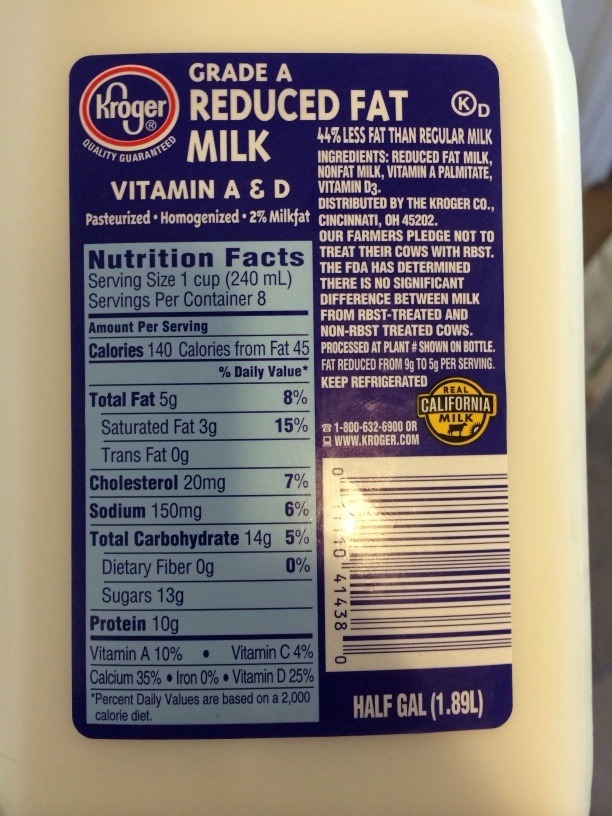 Kroger®
QUALITY GUARANTEED
GRADE A
REDUCED FAT
MILK
VITAMIN A & D
Pasteurized • Homogenized • 2% Milkfat
K D
44% LESS FAT THAN REGULAR MILK
INGREDIENTS: REDUCED FAT MILK,
NONFAT MILK, VITAMIN A PALMITATE,
VITAMIN D3.
DISTRIBUTED BY THE KROGER CO.,
CINCINNATI, OH 45202.
OUR FARMERS PLEDGE NOT TO
TREAT THEIR COWS WITH RBST.
THE FDA HAS DETERMINED
THERE IS NO SIGNIFICANT
DIFFERENCE BETWEEN MILK
FROM RBST-TREATED AND
NON-RBST TREATED COWS.
PROCESSED AT PLANT # SHOWN ON BOTTLE.
FAT REDUCED FROM 9g TO 5g PER SERVING.
KEEP REFRIGERATED
REAL
CALIFORNIA
MILK
1-800-632-6900 OR
WWW.KROGER.COM
Nutrition Facts
Serving Size 1 cup (240 mL)
Servings Per Container 8
Amount Per Serving
Calories 140 Calories from Fat 45
% Daily Value*
Total Fat 5g 8%
Saturated Fat 3g 15%
Trans Fat 0g
Cholesterol 20mg 7%
Sodium 150mg 6%
Total Carbohydrate 14g 5%
Dietary Fiber 0g 0%
Sugars 13g
Protein 10g
Vitamin A 10% • Vitamin C 4%
Calcium 35% • Iron 0% • Vitamin D 25%
*Percent Daily Values are based on a 2,000
calorie diet.
0 41438 0
HALF GAL (1.89L)